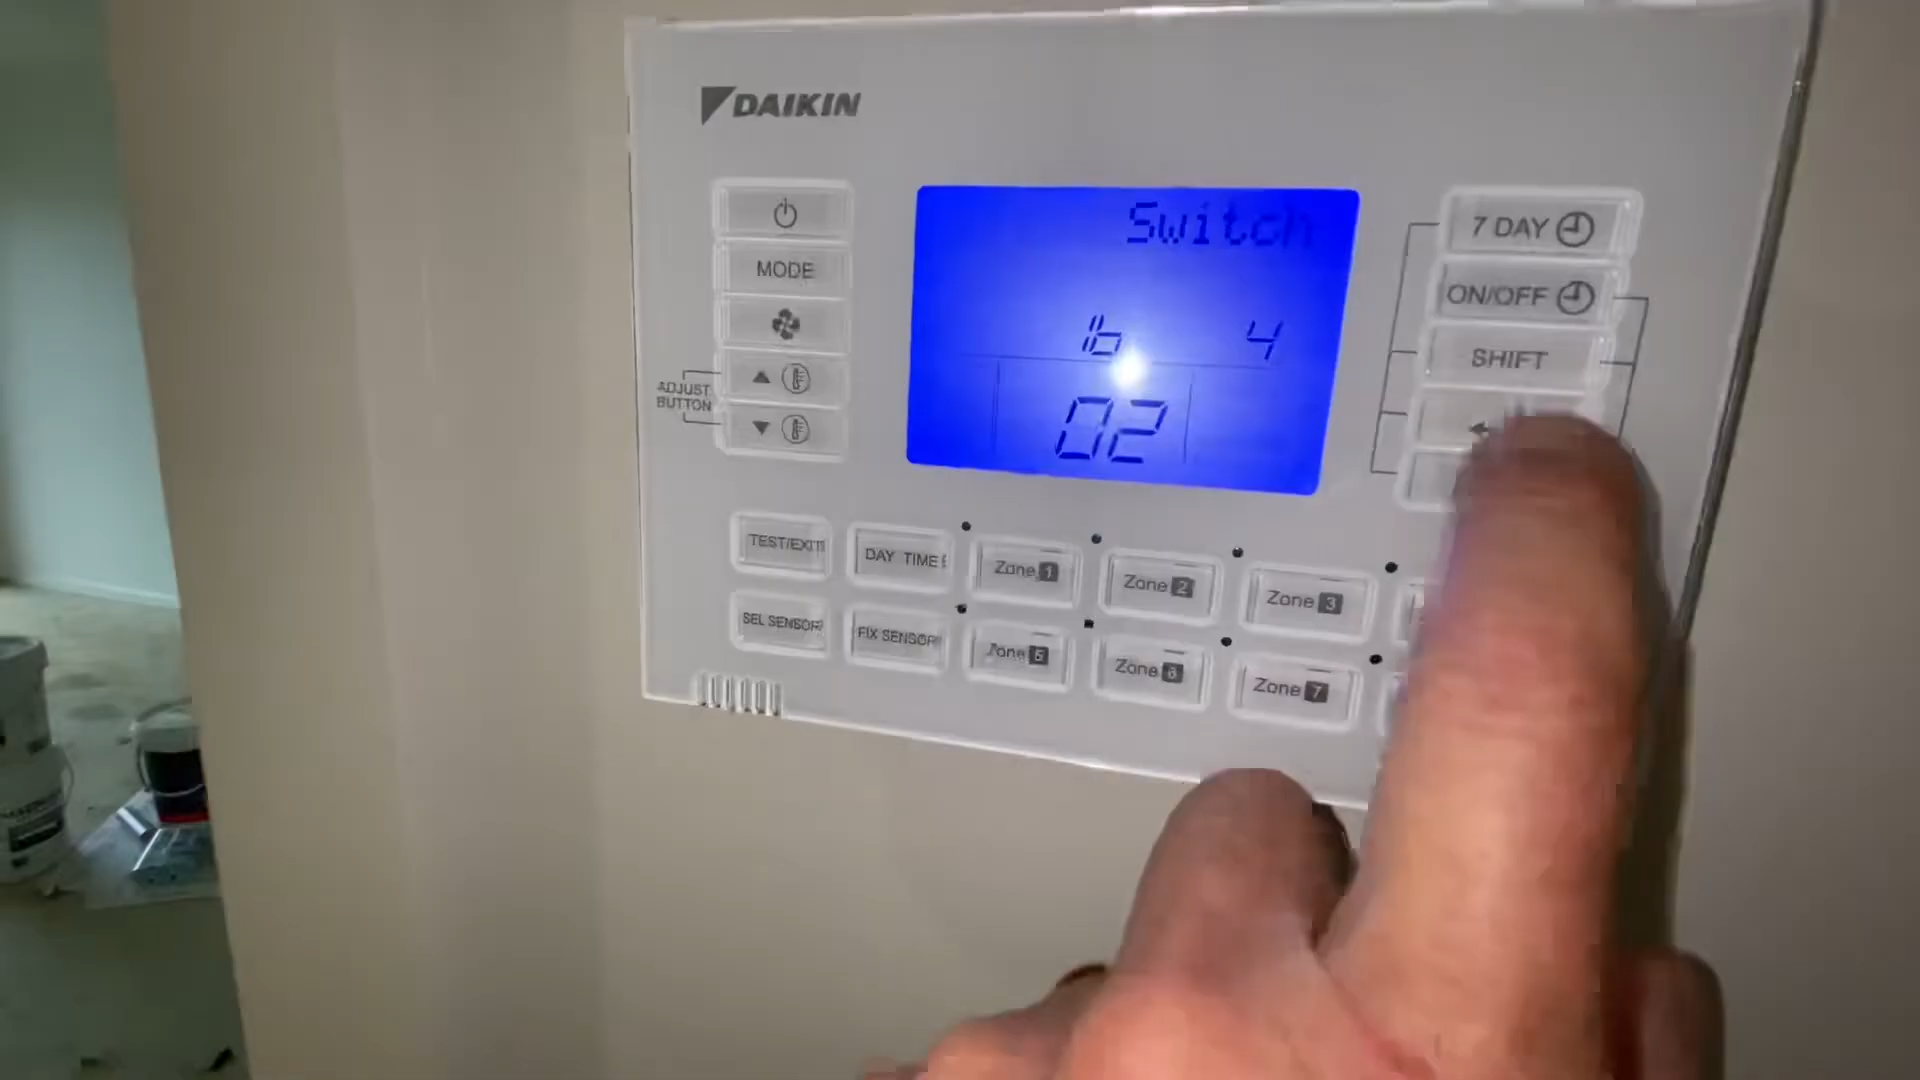 DAIKIN
MODE
ADJUST
BUTTON
Switch
1b 4
02
7 DAY
ON/OFF
SHIFT
TEST/EXIT
DAY TIME
Zone 1
Zone 2
Zone 3
SEL SENSOR
FIX SENSOR
Zone 5
Zone 6
Zone 7